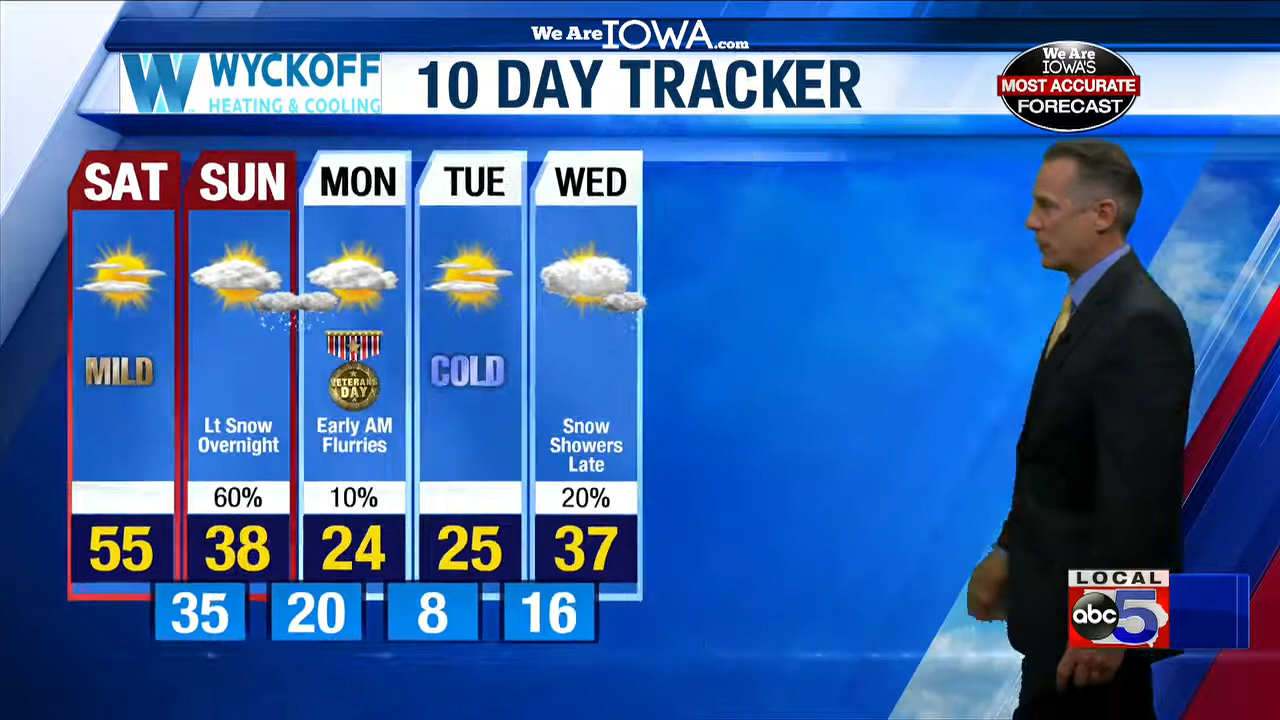 We Are IOWA.com
WYCKOFF
HEATING & COOLING
10 DAY TRACKER
We Are
IOWA'S
MOST ACCURATE
FORECAST
SAT
SUN
MON
TUE
WED
MILD
VETERANS
DAY
COLD
Lt Snow
Overnight
Early AM
Flurries
Snow
Showers
Late
60%
10%
20%
55
38
24
25
37
35
20
8
16
LOCAL
abc 5